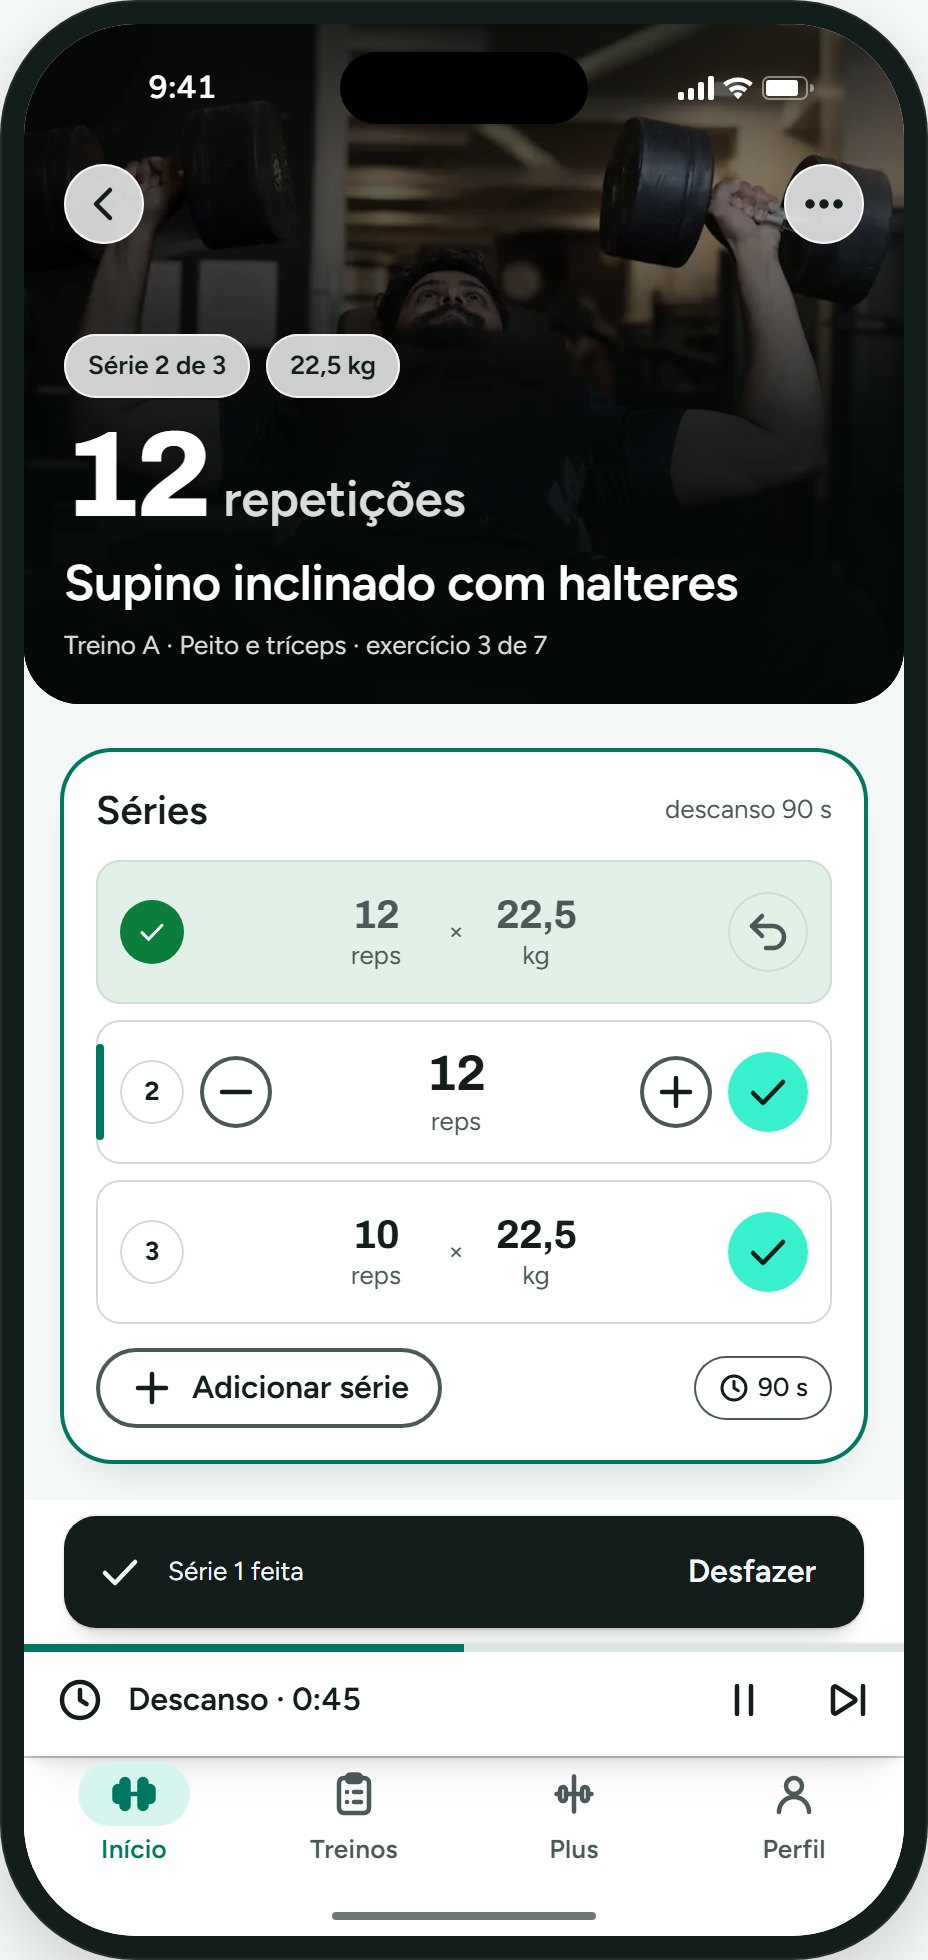 9:41
Série 2 de 3
22,5 kg
12 repetições
Supino inclinado com halteres
Treino A · Peito e tríceps · exercício 3 de 7
Séries
descanso 90 s
12 × 22,5
reps kg
2
12
reps
3
10 × 22,5
reps kg
Adicionar série
90 s
Série 1 feita
Desfazer
Descanso · 0:45
Início
Treinos
Plus
Perfil